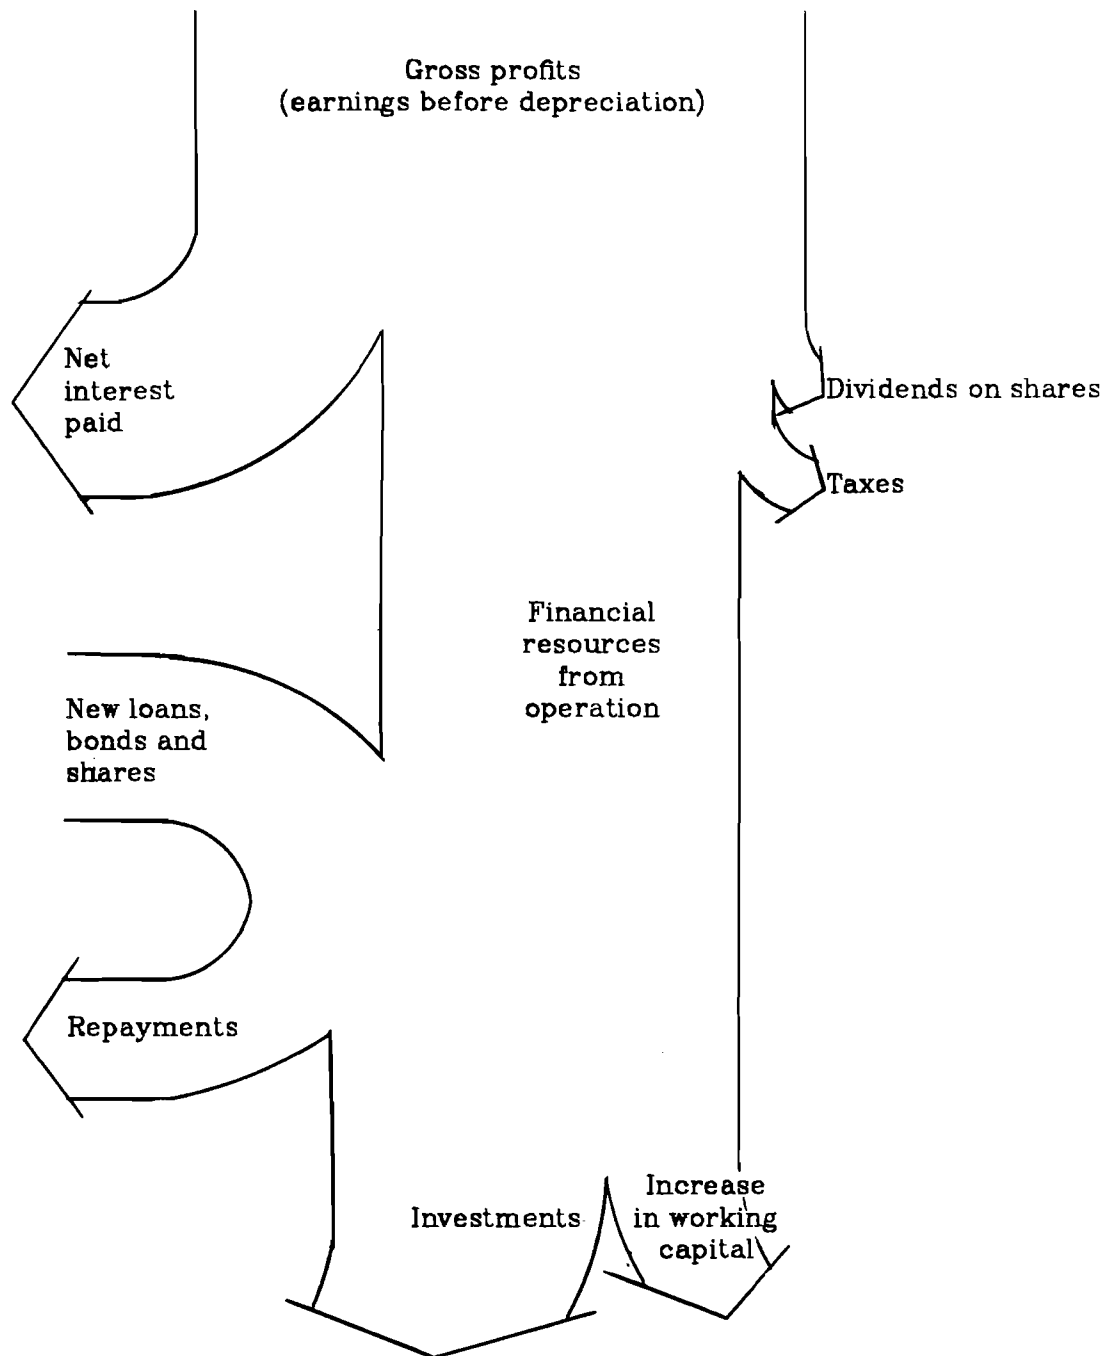 Gross profits
(earnings before depreciation)
Net
interest
paid
Dividends on shares
Taxes
Financial
resources
from
operation
New loans,
bonds and
shares
Repayments
Investments
Increase
in working
capital